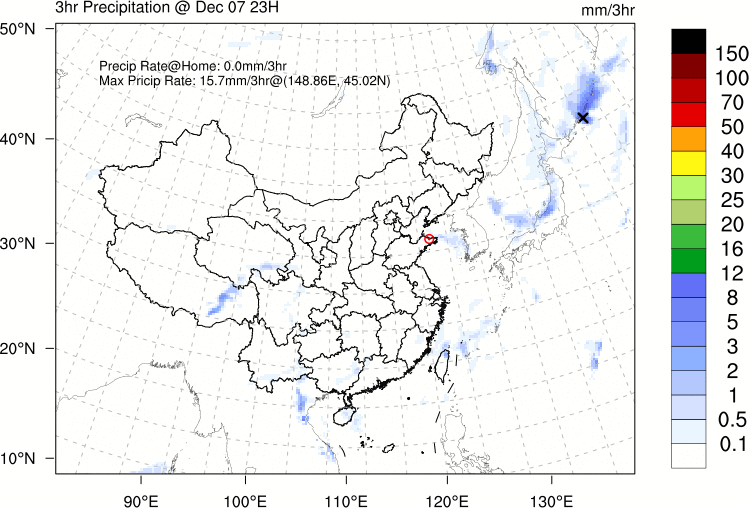 3hr Precipitation @ Dec 07 23H
mm/3hr
Precip Rate@Home: 0.0mm/3hr
Max Pricip Rate: 15.7mm/3hr@(148.86E, 45.02N)
50°N
40°N
30°N
20°N
10°N
90°E
100°E
110°E
120°E
130°E
150
100
70
50
40
30
25
20
16
12
8
5
3
2
1
0.5
0.1